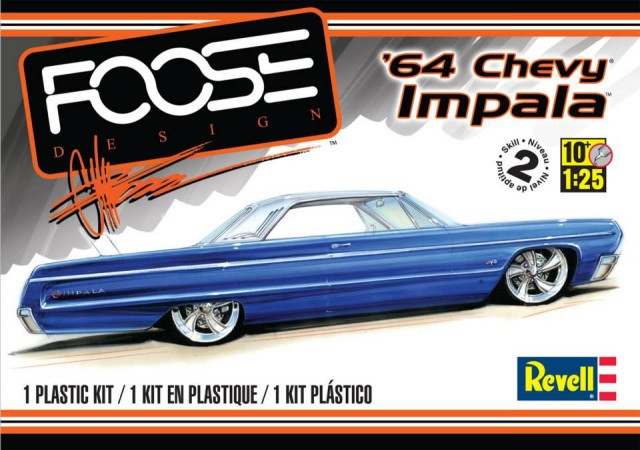 FOOSE
DESIGN
™
'64 Chevy®
Impala™
Skill • Niveau • Nivel de aptitud •
2
10+
1:25
IMPALA
1 PLASTIC KIT / 1 KIT EN PLASTIQUE / 1 KIT PLÁSTICO
Revell®